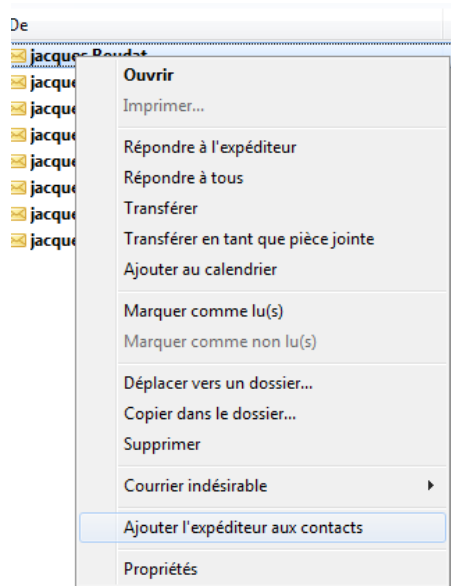 De
jacques Boudat
jacque
jacque
jacque
jacque
jacque
jacque
jacque
Ouvrir
Imprimer...
Répondre à l'expéditeur
Répondre à tous
Transférer
Transférer en tant que pièce jointe
Ajouter au calendrier
Marquer comme lu(s)
Marquer comme non lu(s)
Déplacer vers un dossier...
Copier dans le dossier...
Supprimer
Courrier indésirable
Ajouter l'expéditeur aux contacts
Propriétés